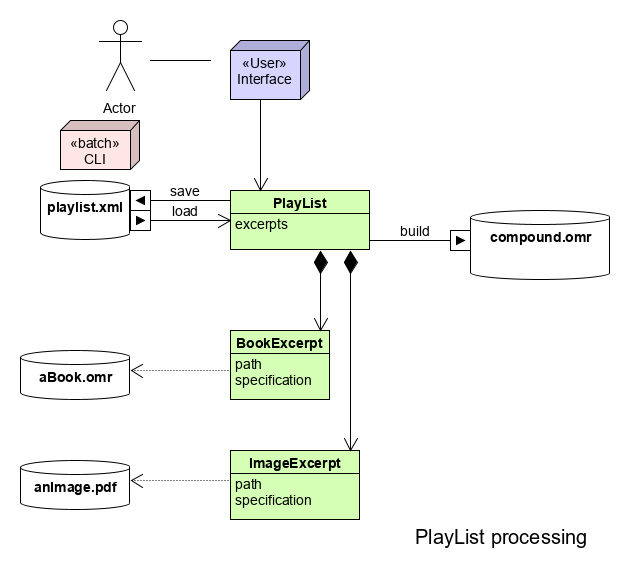 «User»
Interface
Actor
«batch»
CLI
playlist.xml
save
load
PlayList
excerpts
build
compound.omr
BookExcerpt
path
specification
aBook.omr
ImageExcerpt
path
specification
anImage.pdf
PlayList processing